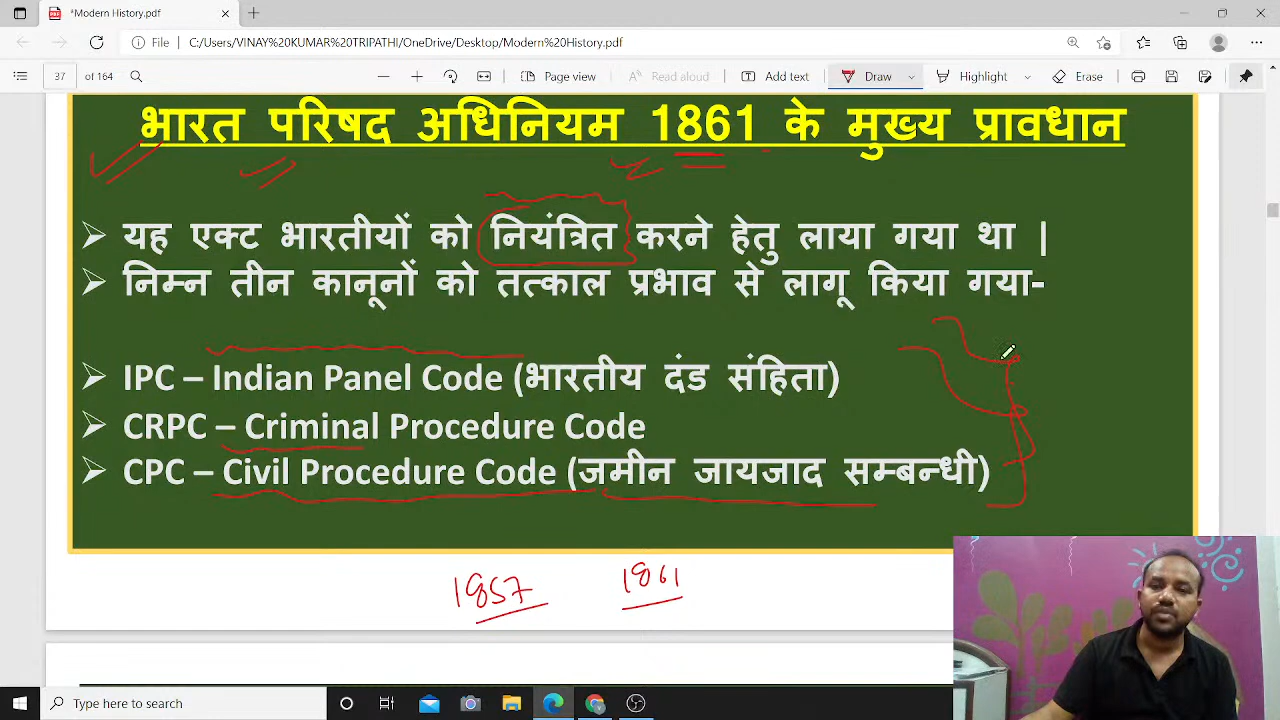 *Modern History.pdf
File C:/Users/VINAY%20KUMAR%20TRIPATHI/OneDrive/Desktop/Modern%20History.pdf
37 of 164 Page view Read aloud Add text Draw Highlight Erase
भारत परिषद अधिनियम 1861 के मुख्य प्रावधान
यह एक्ट भारतीयों को नियंत्रित करने हेतु लाया गया था |
निम्न तीन कानूनों को तत्काल प्रभाव से लागू किया गया-
IPC – Indian Panel Code (भारतीय दंड संहिता)
CRPC – Criminal Procedure Code
CPC – Civil Procedure Code (जमीन जायजाद सम्बन्धी)
1857 1861
Type here to search